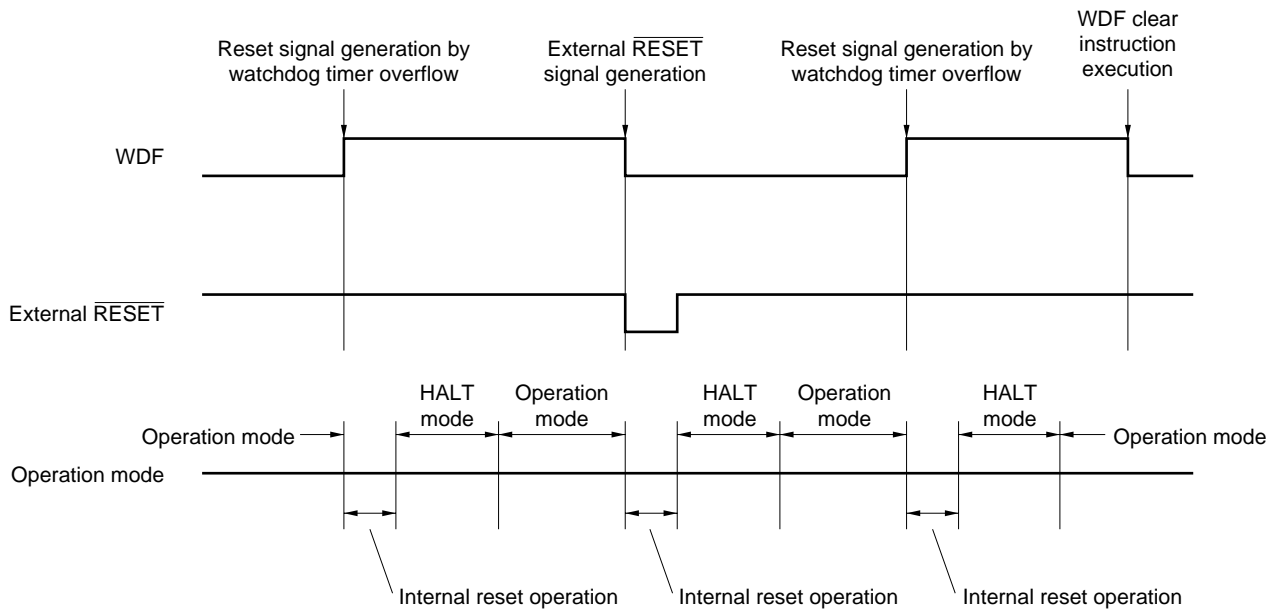 Reset signal generation by
watchdog timer overflow
External RESET
signal generation
Reset signal generation by
watchdog timer overflow
WDF clear
instruction
execution
WDF
External RESET
HALT
mode
Operation
mode
HALT
mode
Operation
mode
HALT
mode
Operation mode
Operation mode
Operation mode
Internal reset operation
Internal reset operation
Internal reset operation